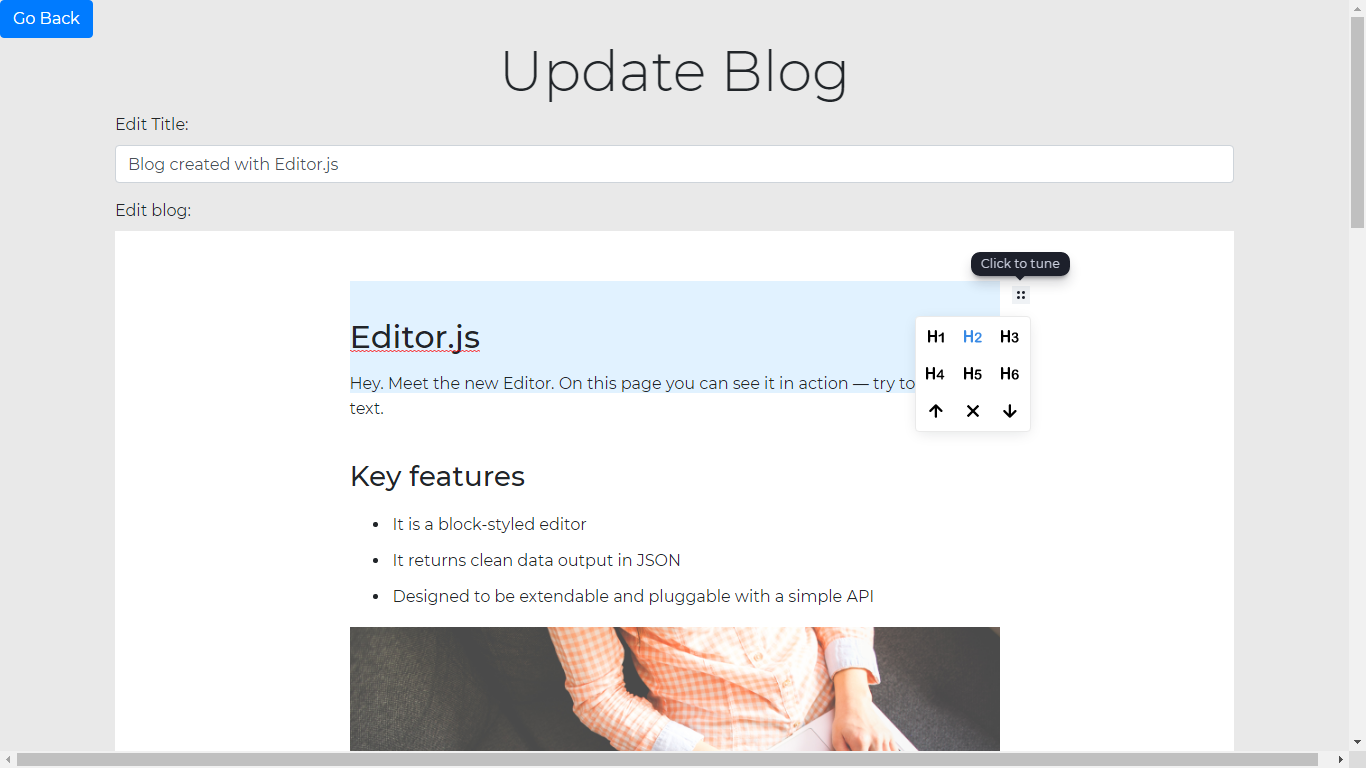 Go Back
Update Blog
Edit Title:
Blog created with Editor.js
Edit blog:
Click to tune
Editor.js
H1 H2 H3
Hey. Meet the new Editor. On this page you can see it in action — try to
H4 H5 H6
text.
Key features
It is a block-styled editor
It returns clean data output in JSON
Designed to be extendable and pluggable with a simple API